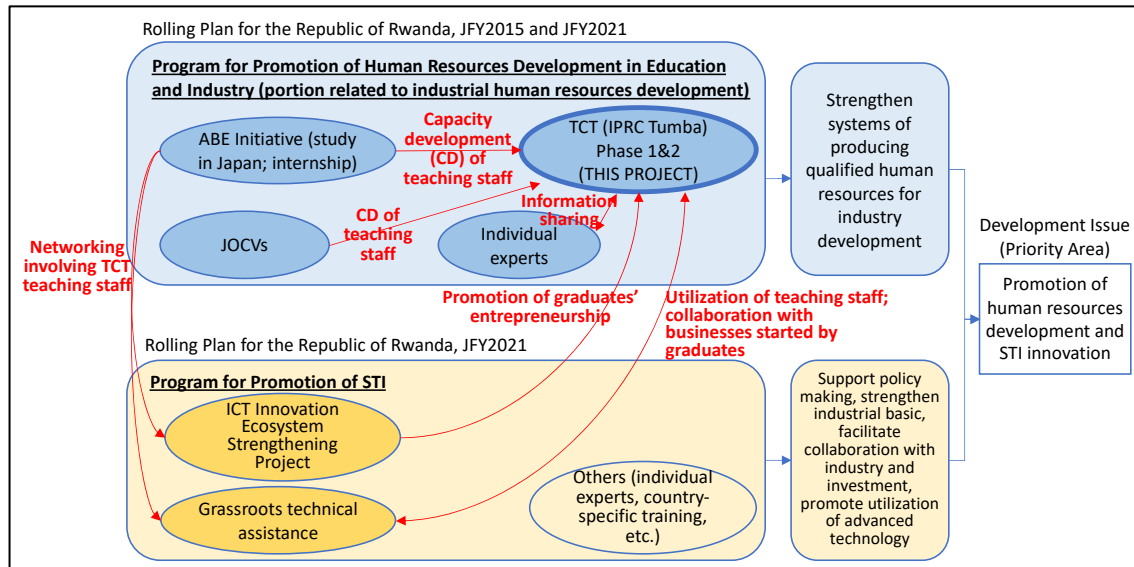 Rolling Plan for the Republic of Rwanda, JFY2015 and JFY2021
Program for Promotion of Human Resources Development in Education
and Industry (portion related to industrial human resources development)
ABE Initiative (study
in Japan; internship)
Capacity
development
(CD) of
teaching staff
TCT (IPRC Tumba)
Phase 1&2
(THIS PROJECT)
JOCVs
CD of
teaching
staff
Information
sharing
Individual
experts
Networking
involving TCT
teaching staff
Promotion of graduates’
entrepreneurship
Utilization of teaching staff;
collaboration with
businesses started by
graduates
Strengthen
systems of
producing
qualified human
resources for
industry
development
Development Issue
(Priority Area)
Promotion of
human resources
development and
STI innovation
Rolling Plan for the Republic of Rwanda, JFY2021
Program for Promotion of STI
ICT Innovation
Ecosystem
Strengthening
Project
Grassroots technical
assistance
Others (individual
experts, country-
specific training,
etc.)
Support policy
making, strengthen
industrial basic,
facilitate
collaboration with
industry and
investment,
promote utilization
of advanced
technology